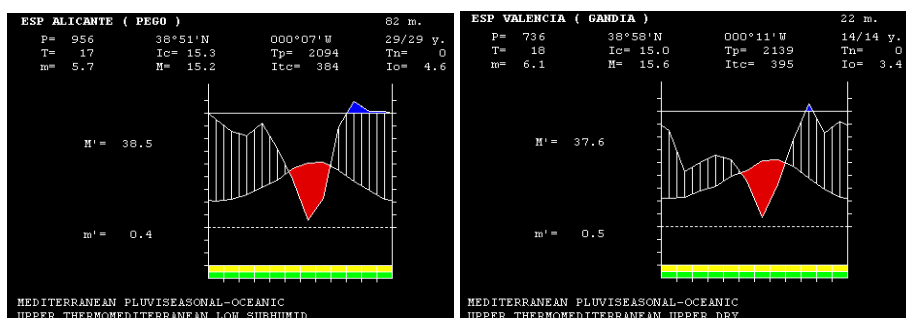 ESP ALICANTE ( PEGO ) 82 m.
P= 956 38°51'N 000°07'W 29/29 y.
T= 17 Ic= 15.3 Tp= 2094 Tn= 0
m= 5.7 M= 15.2 Itc= 384 Io= 4.6
M'= 38.5
m'= 0.4
MEDITERRANEAN PLUVISEASONAL-OCEANIC
UPPER THERMOMEDITERRANEAN LOW SUBHUMID
ESP VALENCIA ( GANDIA ) 22 m.
P= 736 38°58'N 000°11'W 14/14 y.
T= 18 Ic= 15.0 Tp= 2139 Tn= 0
m= 6.1 M= 15.6 Itc= 395 Io= 3.4
M'= 37.6
m'= 0.5
MEDITERRANEAN PLUVISEASONAL-OCEANIC
UPPER THERMOMEDITERRANEAN UPPER DRY